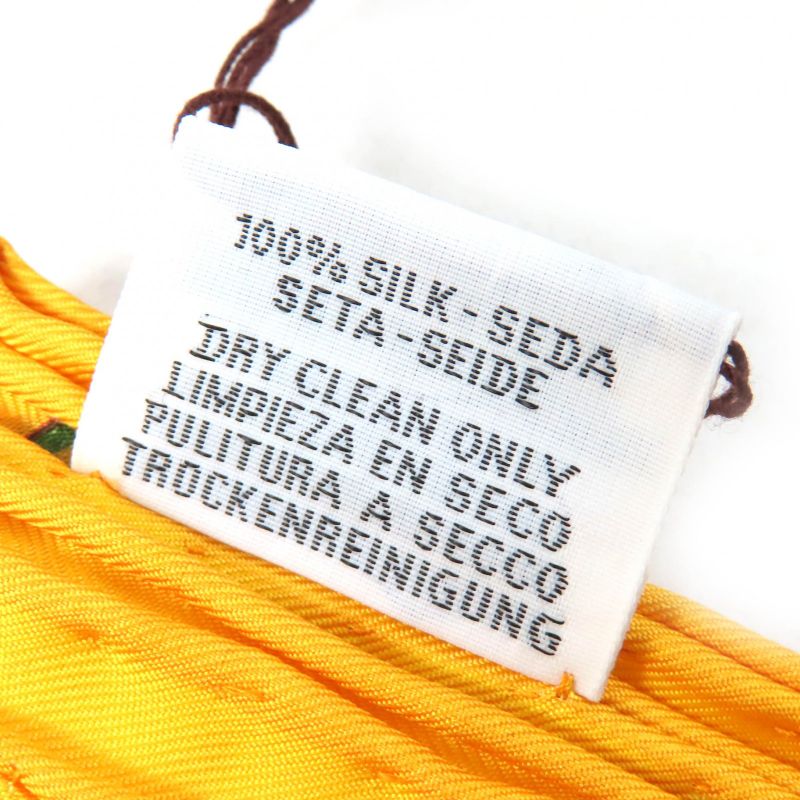 100% SILK - SEDA
SETA - SEIDE
DRY CLEAN ONLY
LIMPIEZA EN SECO
PULITURA A SECCO
TROCKENREINIGUNG